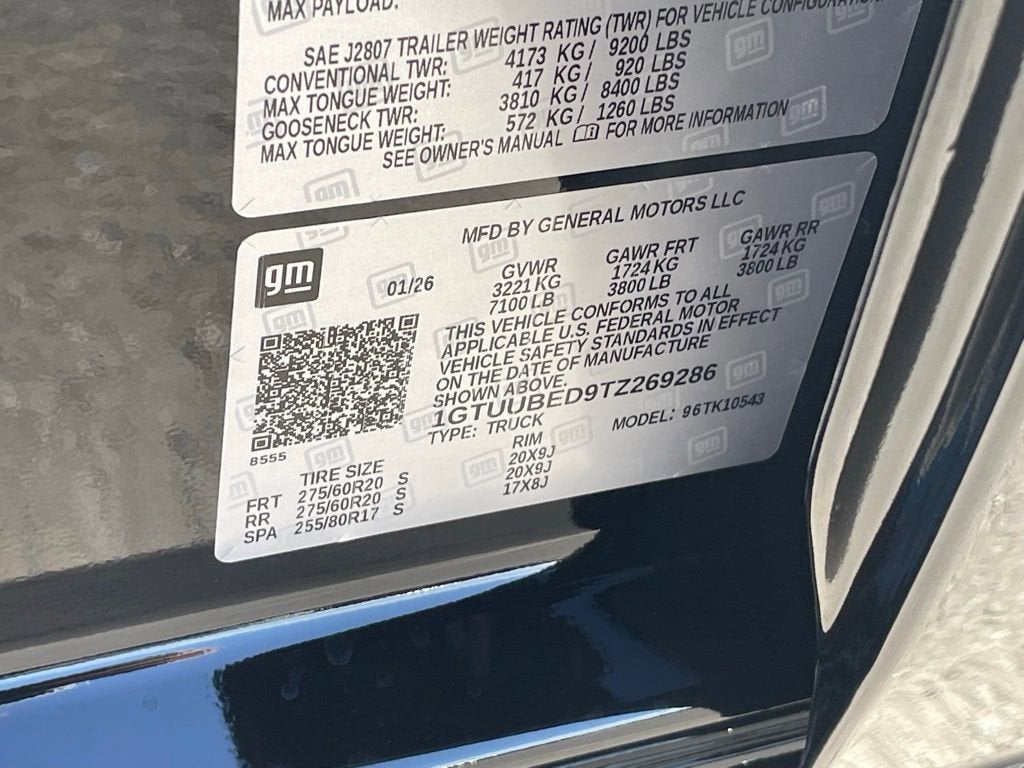 MAX PAYLOAD:
SAE J2807 TRAILER WEIGHT RATING (TWR) FOR VEHICLE CONFIGURATION
CONVENTIONAL TWR: 4173 KG / 9200 LBS
MAX TONGUE WEIGHT: 417 KG / 920 LBS
GOOSENECK TWR: 3810 KG / 8400 LBS
MAX TONGUE WEIGHT: 572 KG / 1260 LBS
SEE OWNER'S MANUAL FOR MORE INFORMATION
MFD BY GENERAL MOTORS LLC
gm
01/26
GVWR GAWR FRT GAWR RR
3221 KG 1724 KG 1724 KG
7100 LB 3800 LB 3800 LB
THIS VEHICLE CONFORMS TO ALL
APPLICABLE U.S. FEDERAL MOTOR
VEHICLE SAFETY STANDARDS IN EFFECT
ON THE DATE OF MANUFACTURE
SHOWN ABOVE.
1GTUUBED9TZ269286
TYPE: TRUCK MODEL: 96TK10543
8555
TIRE SIZE RIM
FRT 275/60R20 S 20X9J
RR 275/60R20 S 20X9J
SPA 255/80R17 S 17X8J